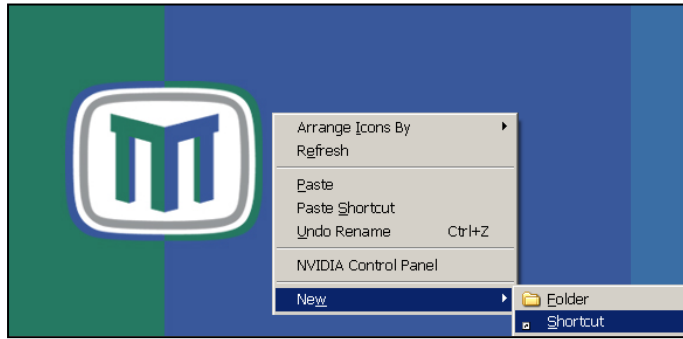 Arrange Icons By
Refresh
Paste
Paste Shortcut
Undo Rename Ctrl+Z
NVIDIA Control Panel
New
Folder
Shortcut